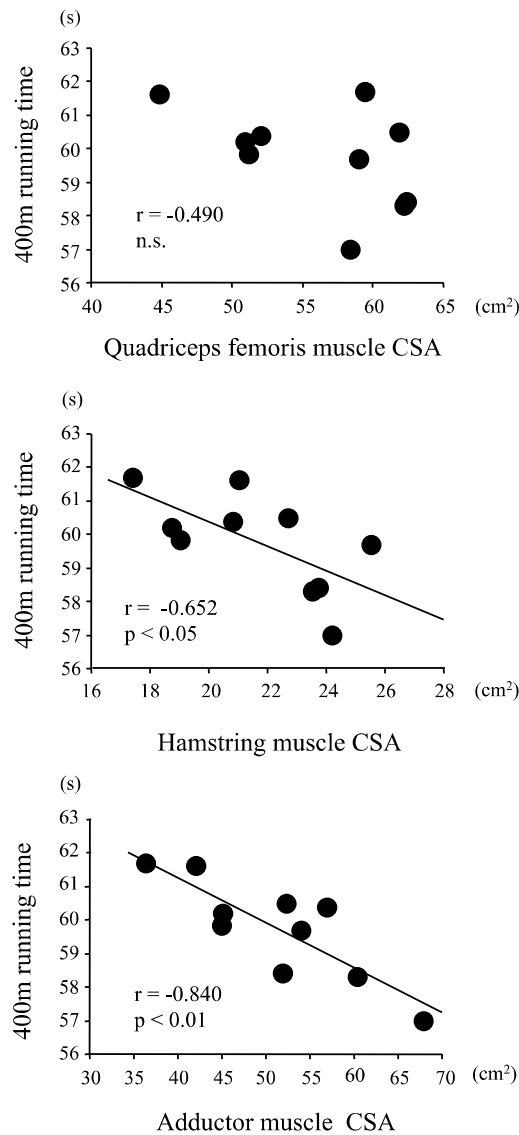 (s)
63
62
61
60
59
58
57
56
400m running time
r = -0.490
n.s.
40 45 50 55 60 65 (cm²)
Quadriceps femoris muscle CSA
(s)
63
62
61
60
59
58
57
56
400m running time
r = -0.652
p < 0.05
16 18 20 22 24 26 28 (cm²)
Hamstring muscle CSA
(s)
63
62
61
60
59
58
57
56
400m running time
r = -0.840
p < 0.01
30 35 40 45 50 55 60 65 70 (cm²)
Adductor muscle CSA